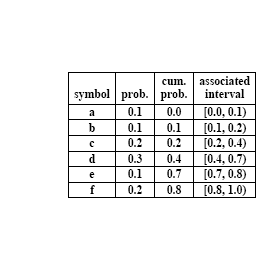 symbol prob. cum. prob. associated interval
a 0.1 0.0 [0.0, 0.1)
b 0.1 0.1 [0.1, 0.2)
c 0.2 0.2 [0.2, 0.4)
d 0.3 0.4 [0.4, 0.7)
e 0.1 0.7 [0.7, 0.8)
f 0.2 0.8 [0.8, 1.0)